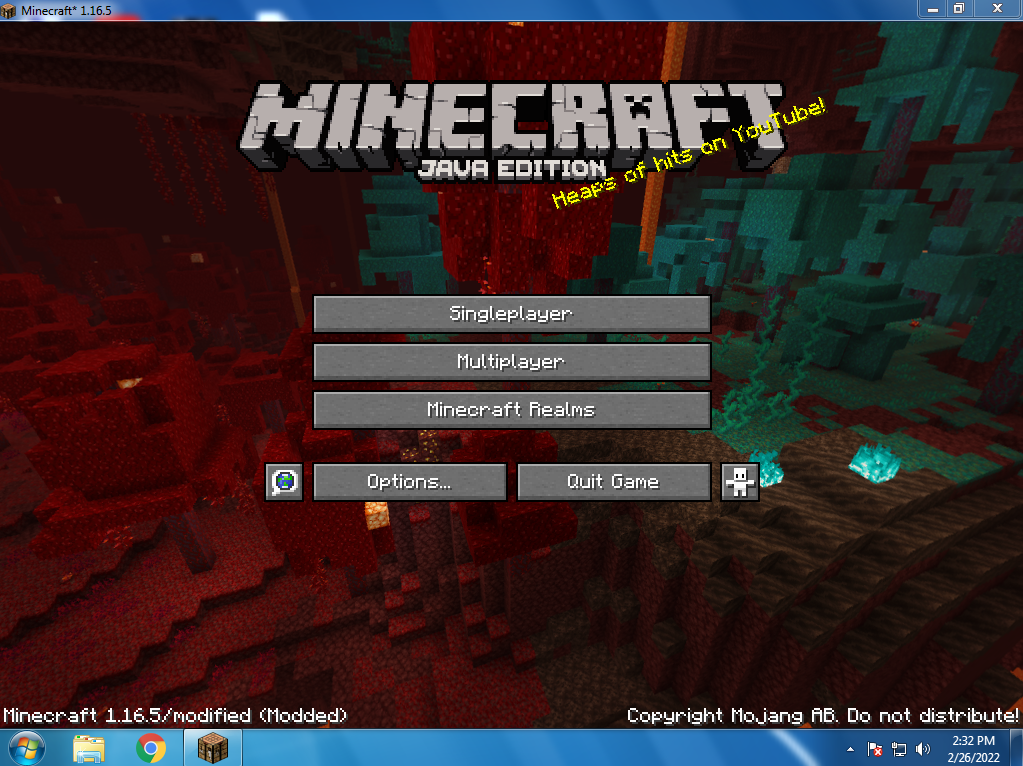 Minecraft* 1.16.5
MINECRAFT
JAVA EDITION
Heaps of hits on YouTube!
Singleplayer
Multiplayer
Minecraft Realms
Options...
Quit Game
Minecraft 1.16.5/modified (Modded)
Copyright Mojang AB. Do not distribute!
2:32 PM
2/26/2022